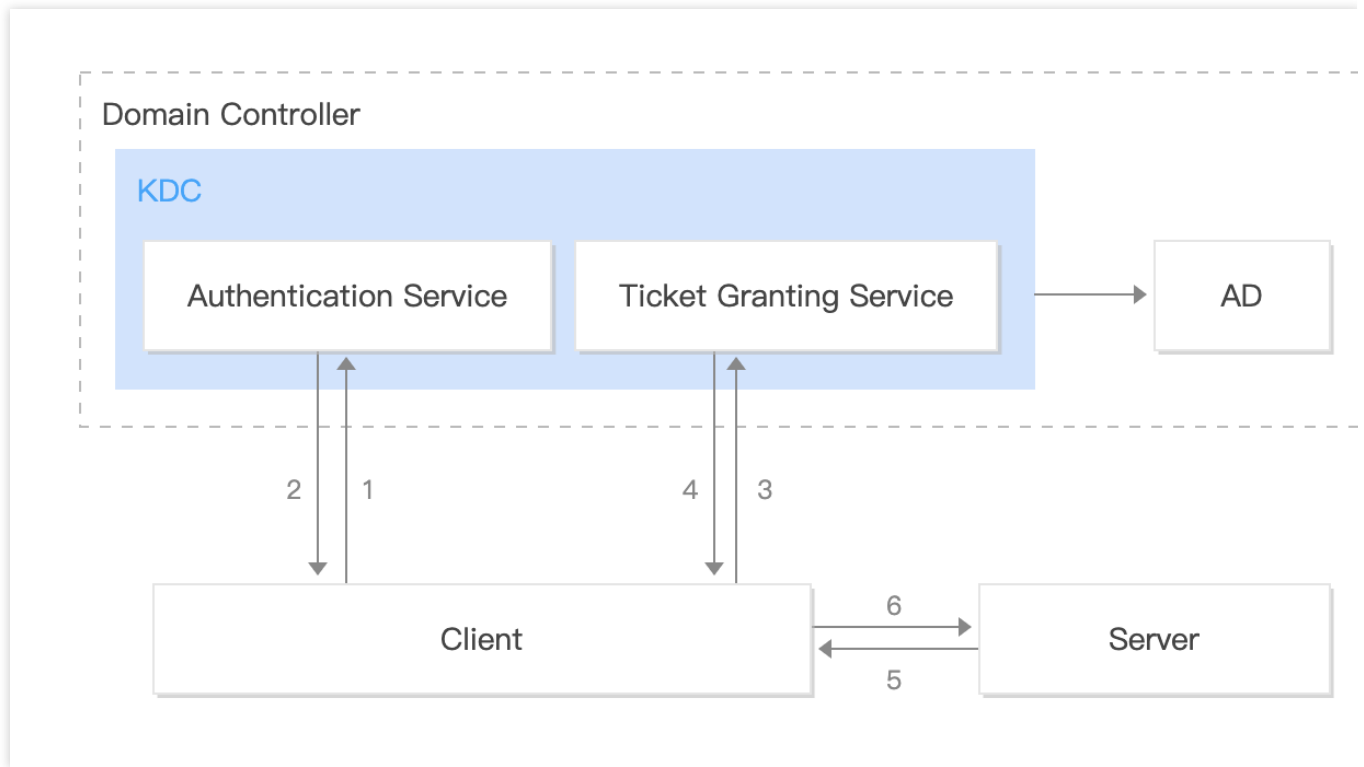 Domain Controller
KDC
Authentication Service
Ticket Granting Service
AD
2
1
4
3
6
Client
Server
5